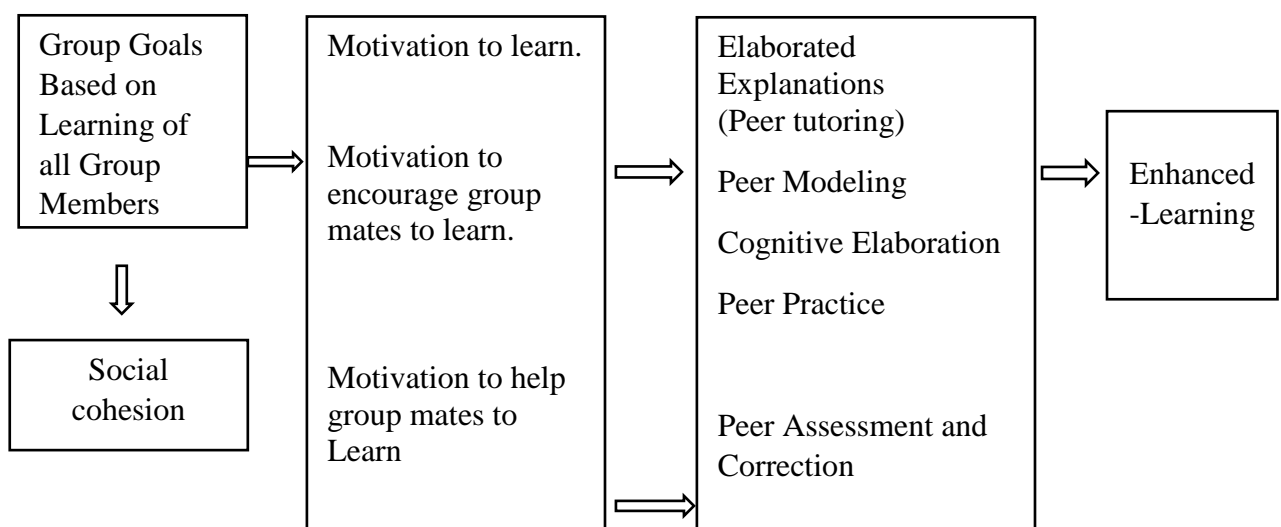 Group Goals
Based on
Learning of
all Group
Members
Social
cohesion
Motivation to learn.
Motivation to
encourage group
mates to learn.
Motivation to help
group mates to
Learn
Elaborated
Explanations
(Peer tutoring)
Peer Modeling
Cognitive Elaboration
Peer Practice
Peer Assessment and
Correction
Enhanced
-Learning